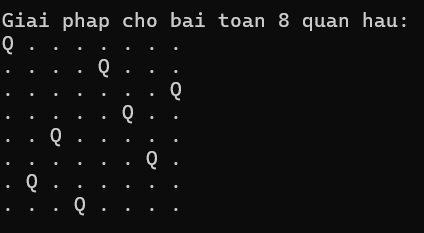 Giai phap cho bai toan 8 quan hau:
Q . . . . . . .
. . . . Q . . .
. . . . . . . Q
. . . . . Q . .
. . Q . . . . .
. . . . . . Q .
. Q . . . . . .
. . . Q . . . .